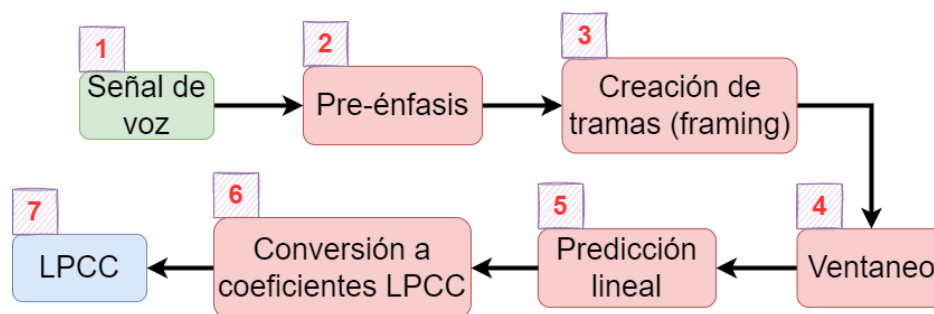 1
Señal de
voz
2
Pre-énfasis
3
Creación de
tramas (framing)
4
Ventaneo
5
Predicción
lineal
6
Conversión a
coeficientes LPCC
7
LPCC